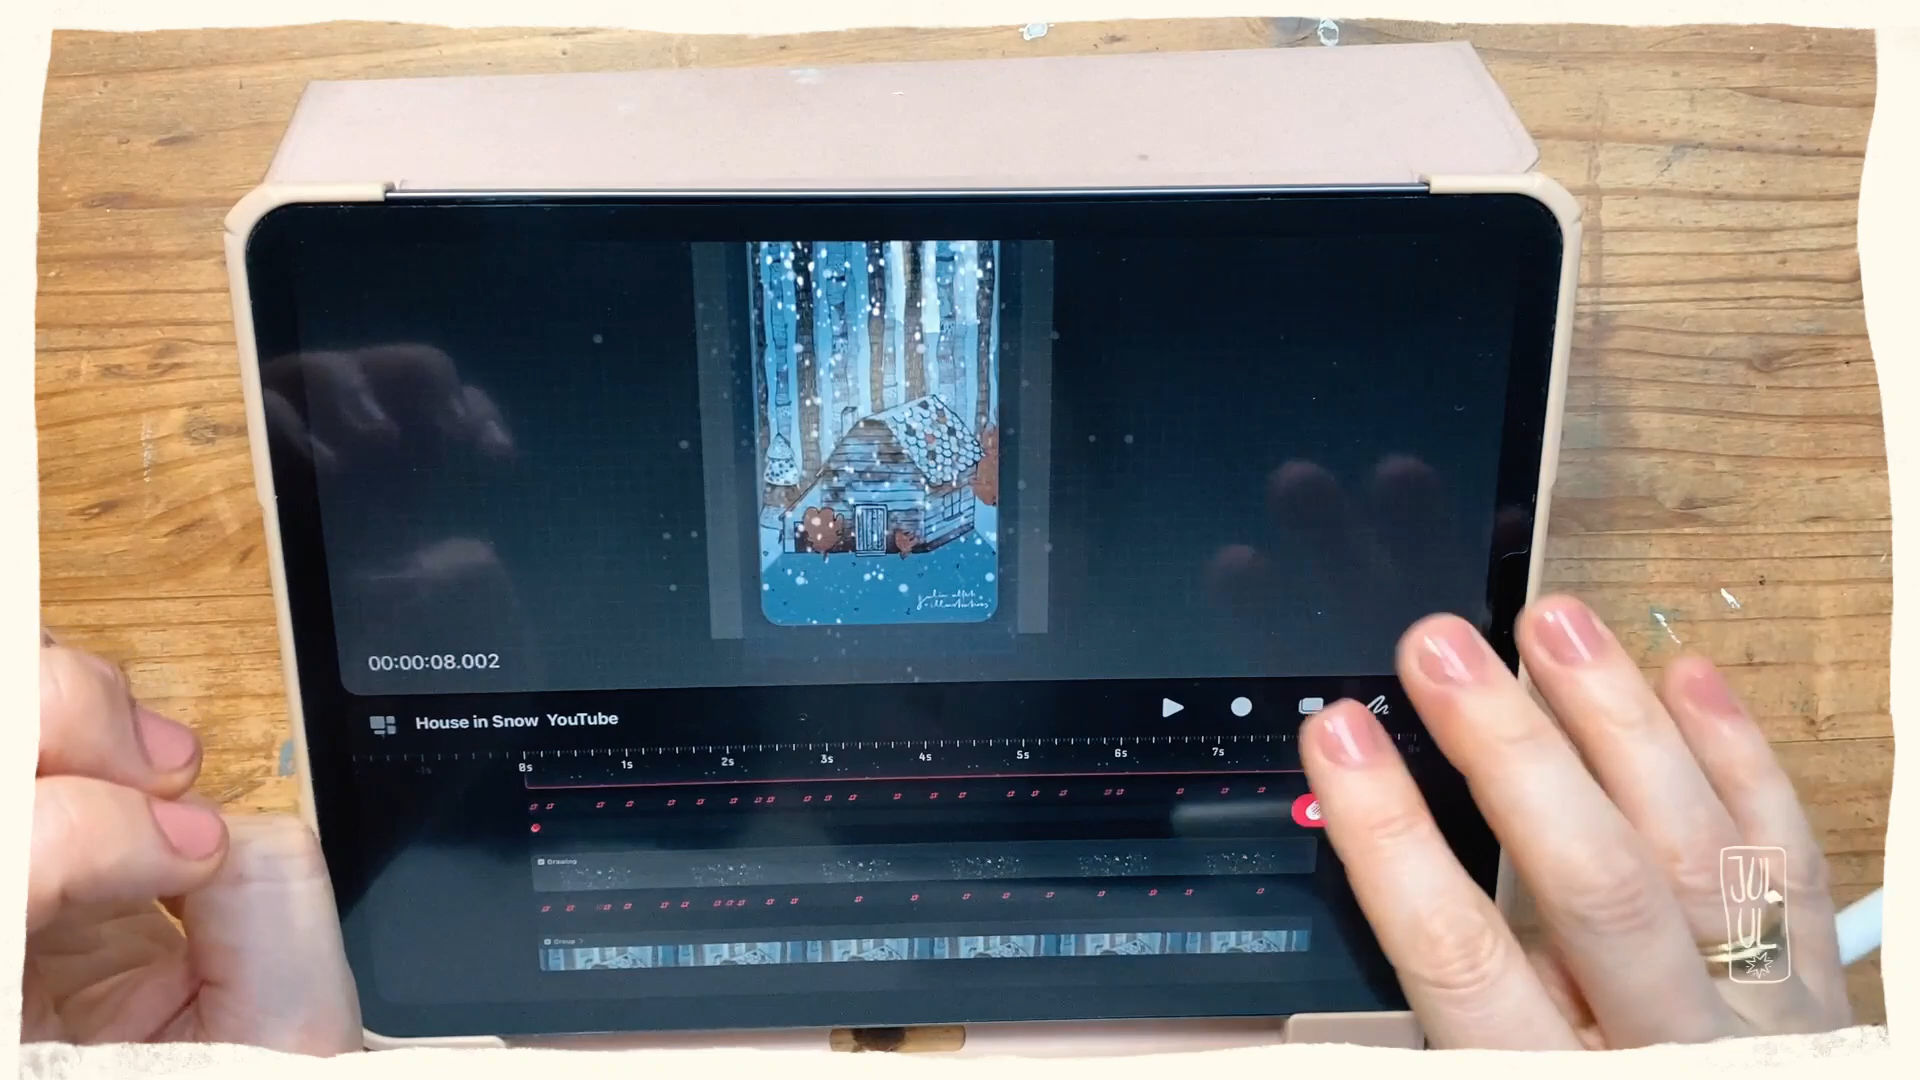 00:00:08.002
House in Snow YouTube
0s 1s 2s 3s 4s 5s 6s 7s
Drawing
Group
JUL
UL